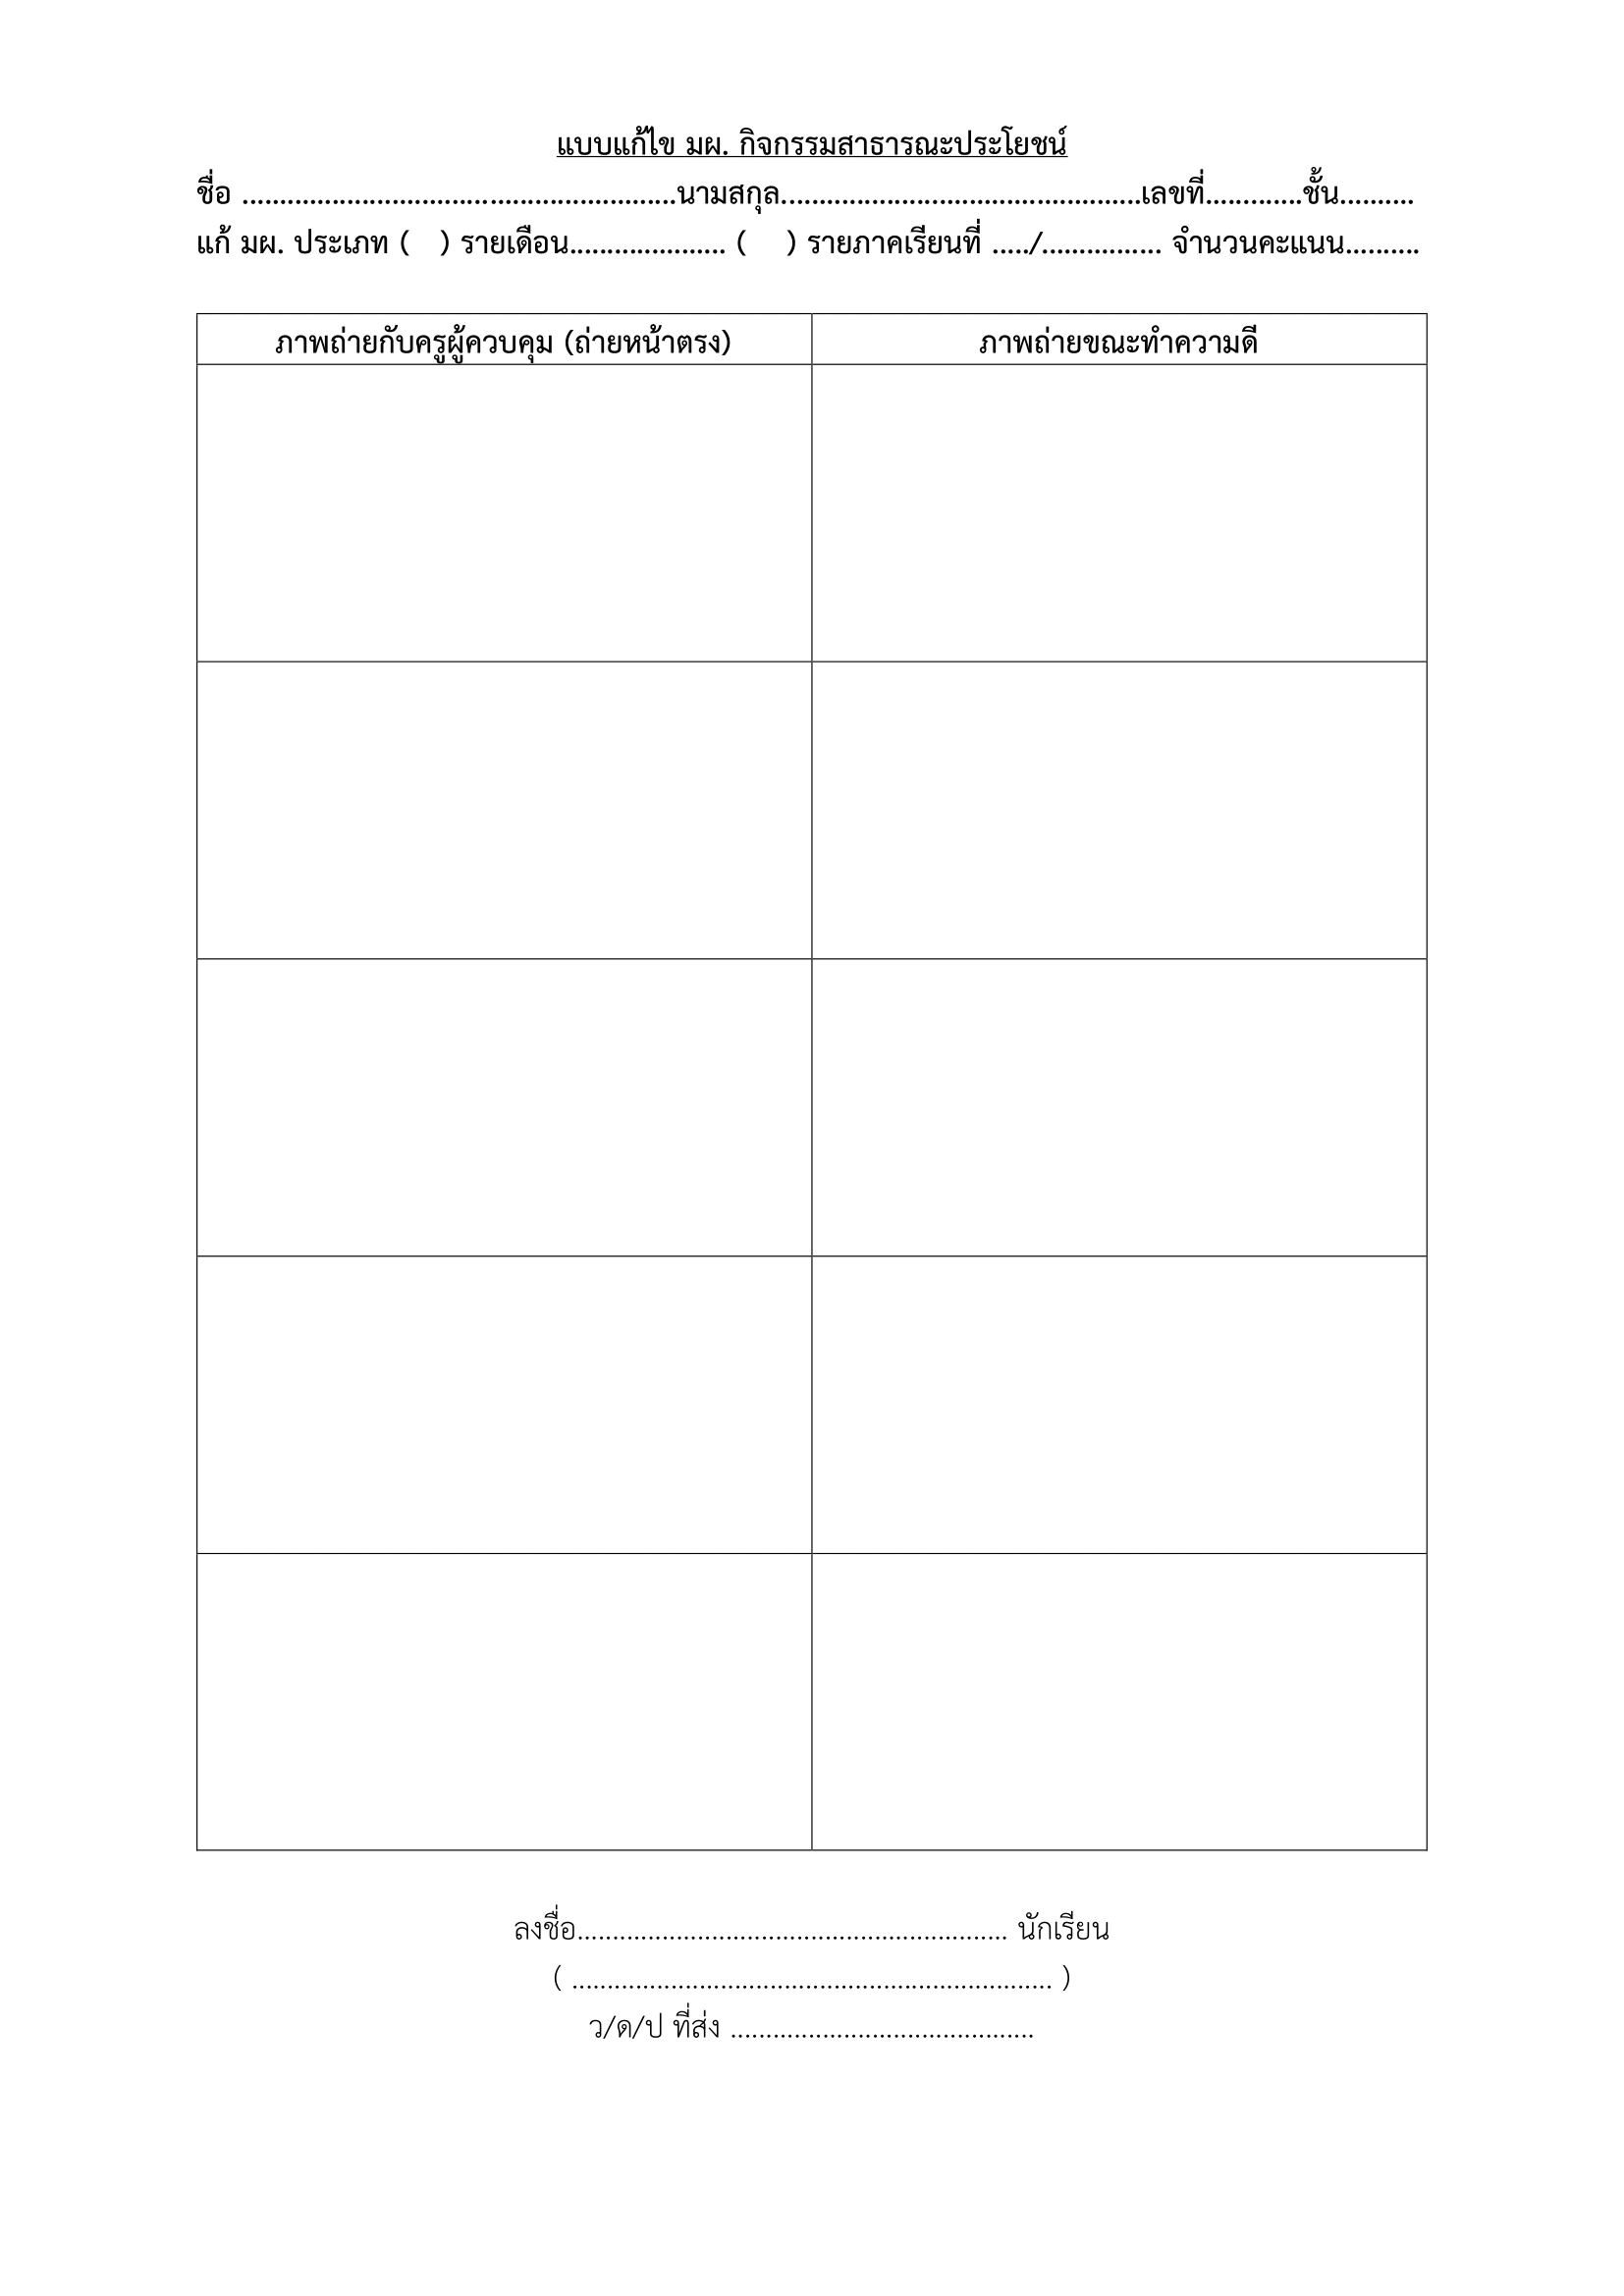 แบบแก้ไข มผ. กิจกรรมสาธารณะประโยชน์
ชื่อ ..........................................................นามสกุล................................................เลขที่.............ชั้น..........
แก้ มผ. ประเภท (   ) รายเดือน..................... (    ) รายภาคเรียนที่ ...../................ จำนวนคะแนน..........
ภาพถ่ายกับครูผู้ควบคุม (ถ่ายหน้าตรง) ภาพถ่ายขณะทำความดี
ลงชื่อ............................................................. นักเรียน
( .................................................................... )
ว/ด/ป ที่ส่ง ...........................................